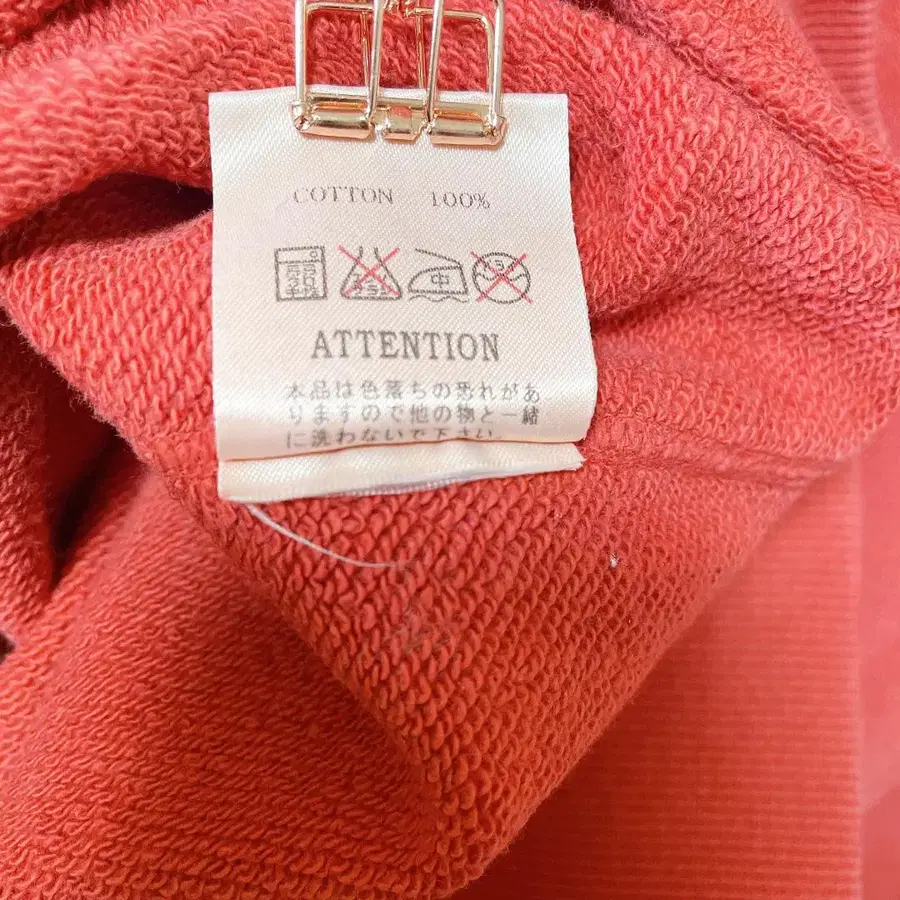 COTTON 100%
中
ATTENTION
本品は色落ちの恐れがあ
りますので他の物と一緒
に洗わないで下さい。